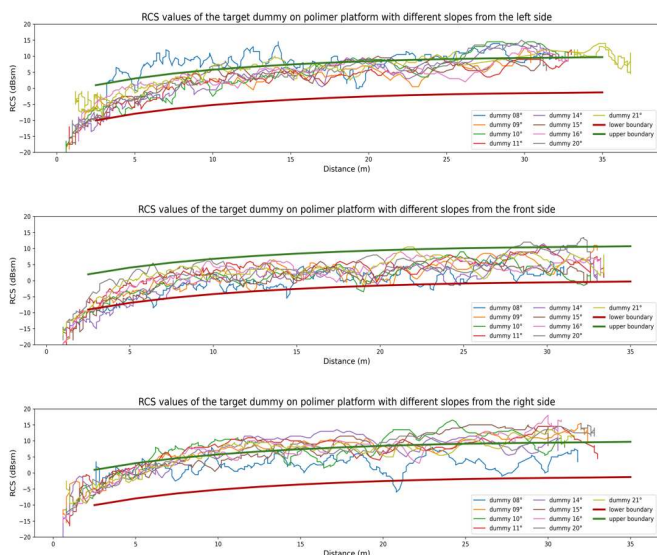 RCS values of the target dummy on polimer platform with different slopes from the left side
RCS (dBsm)
20
15
10
5
0
−5
−10
−15
−20
dummy 08° dummy 14° dummy 21°
dummy 09° dummy 15° lower boundary
dummy 10° dummy 16° upper boundary
dummy 11° dummy 20°
0 5 10 15 20 25 30 35
Distance (m)
RCS values of the target dummy on polimer platform with different slopes from the front side
RCS (dBsm)
20
15
10
5
0
−5
−10
−15
−20
dummy 08° dummy 14° dummy 21°
dummy 09° dummy 15° lower boundary
dummy 10° dummy 16° upper boundary
dummy 11° dummy 20°
0 5 10 15 20 25 30 35
Distance (m)
RCS values of the target dummy on polimer platform with different slopes from the right side
RCS (dBsm)
20
15
10
5
0
−5
−10
−15
−20
dummy 08° dummy 14° dummy 21°
dummy 09° dummy 15° lower boundary
dummy 10° dummy 16° upper boundary
dummy 11° dummy 20°
0 5 10 15 20 25 30 35
Distance (m)